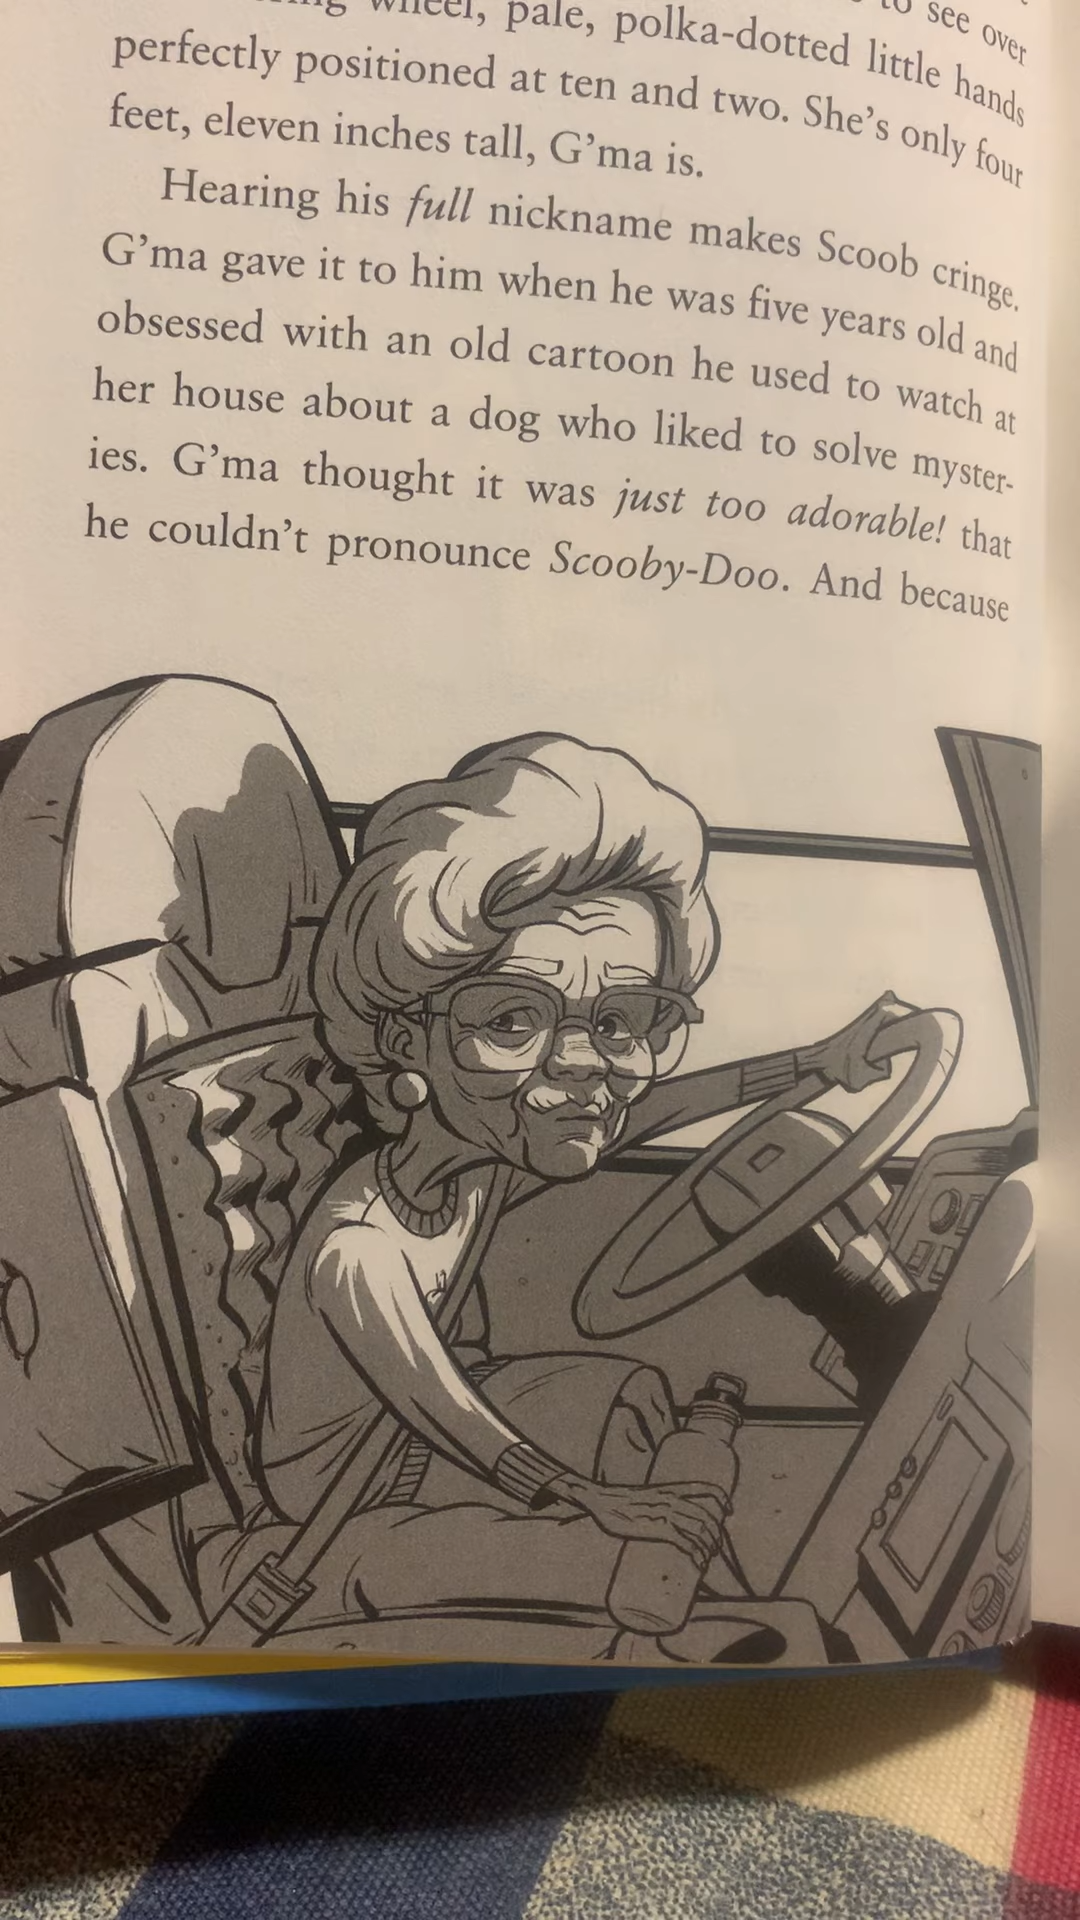 wheel, pale, polka-dotted little hands
to see over
perfectly positioned at ten and two. She's only four
feet, eleven inches tall, G'ma is.
Hearing his full nickname makes Scoob cringe.
G'ma gave it to him when he was five years old and
obsessed with an old cartoon he used to watch at
her house about a dog who liked to solve myster-
ies. G'ma thought it was just too adorable! that
he couldn't pronounce Scooby-Doo. And because